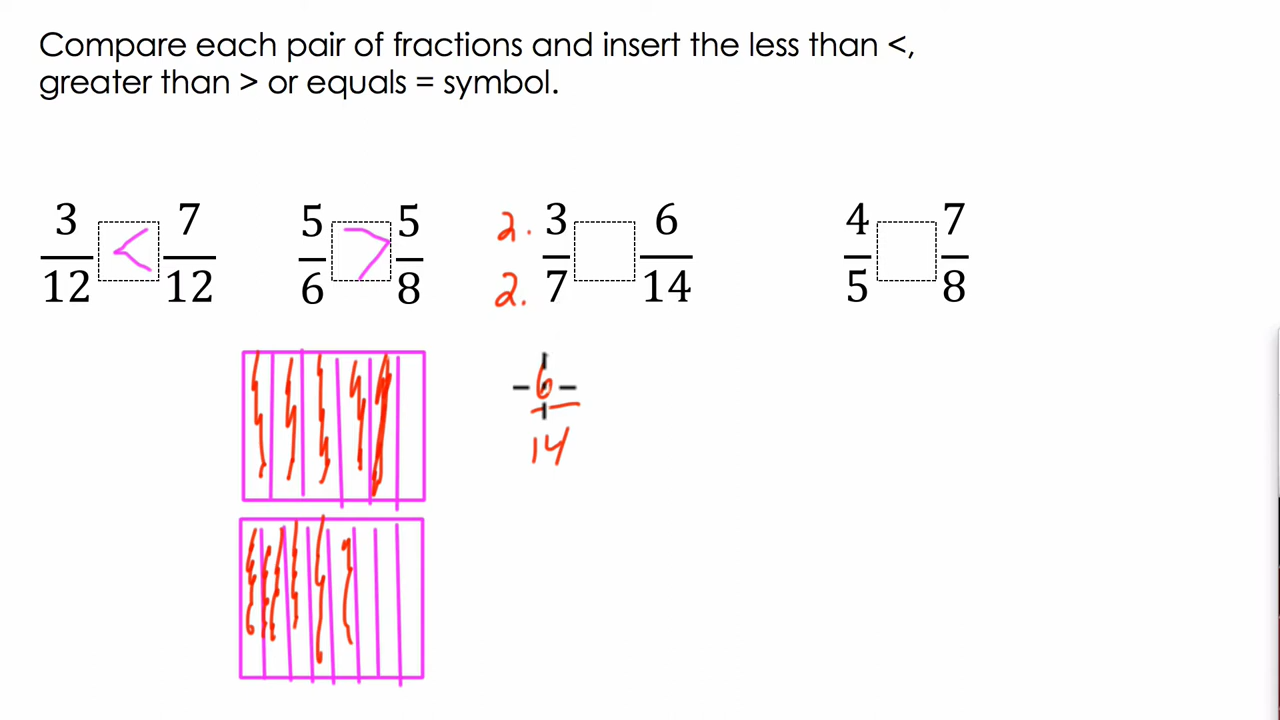 Compare each pair of fractions and insert the less than <,
greater than > or equals = symbol.
3 7 5 5 2. 3 6 4 7
< >
12 12 6 8 2. 7 14 5 8
6
14